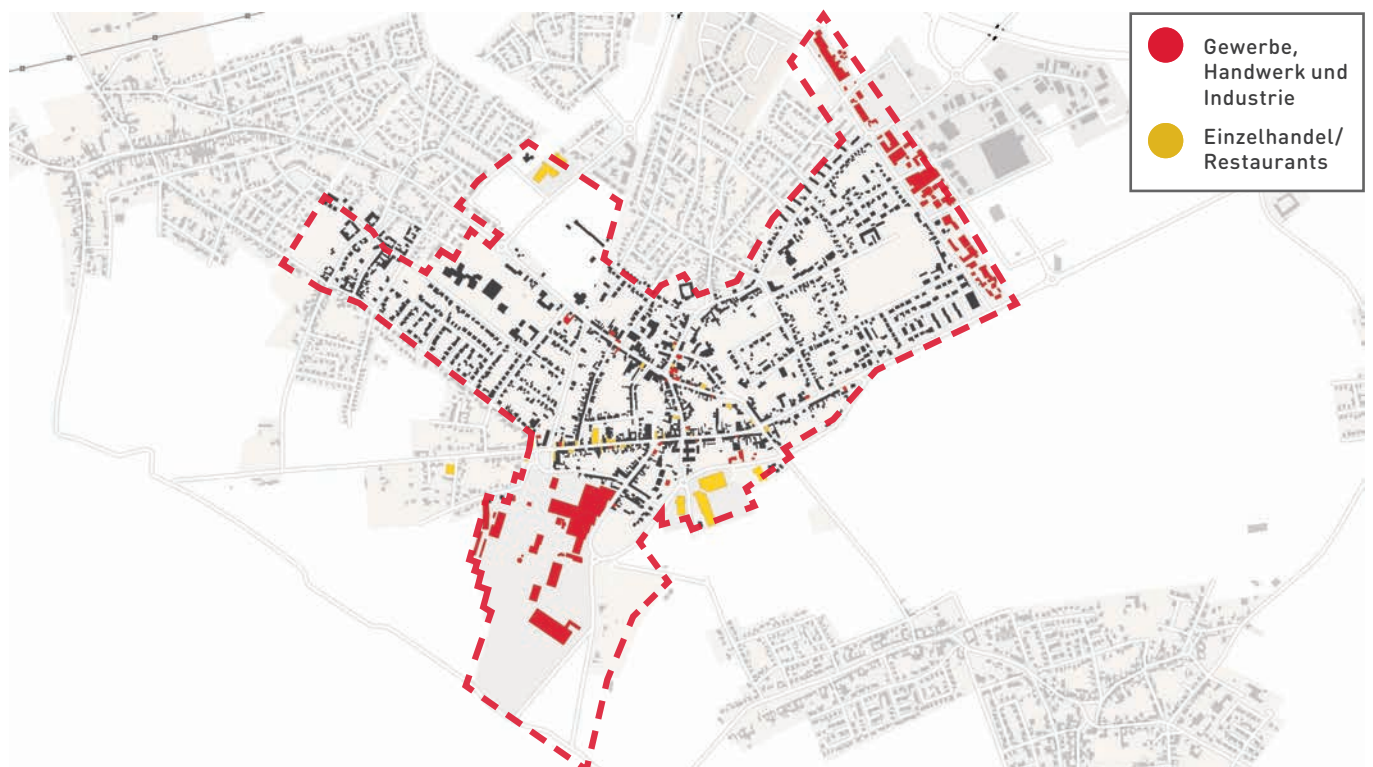 Gewerbe,
Handwerk und
Industrie
Einzelhandel/
Restaurants